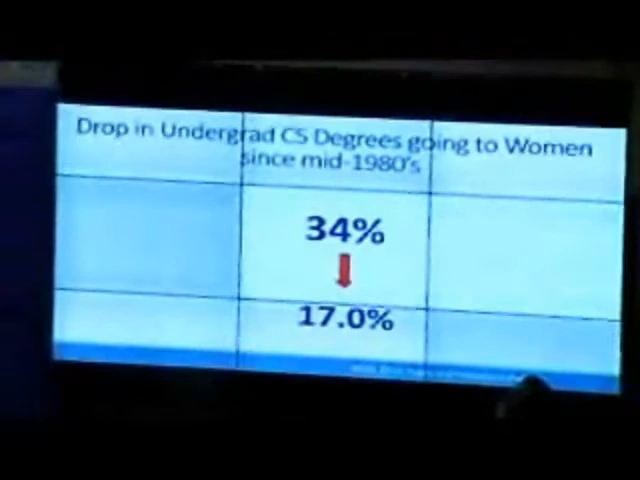 Drop in Undergrad CS Degrees going to Women
since mid-1980's
34%
17.0%